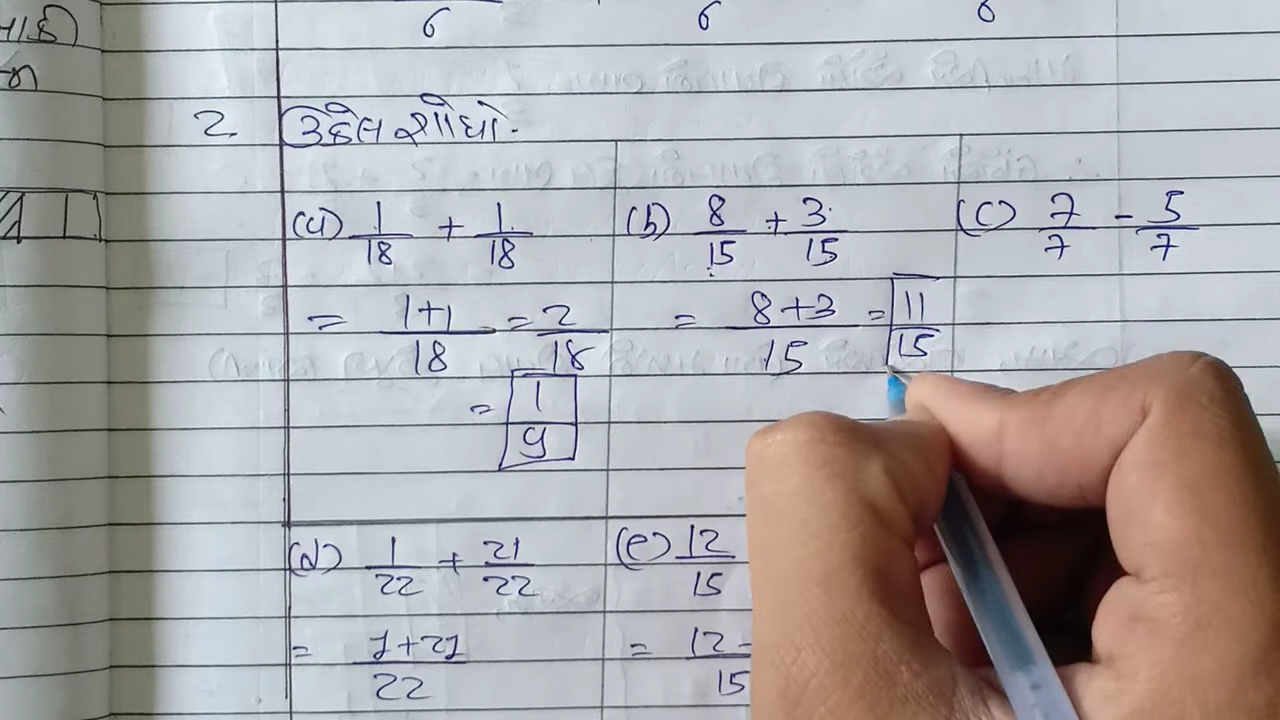 6 6 6
2. ઉકેલ શોધો.
(a) 1/18 + 1/18
= 1+1/18 = 2/18
= 1/9
(b) 8/15 + 3/15
= 8+3/15 = 11/15
(c) 7/7 - 5/7
(d) 1/22 + 21/22
= 1+21/22
(e) 12/15
= 12-/15